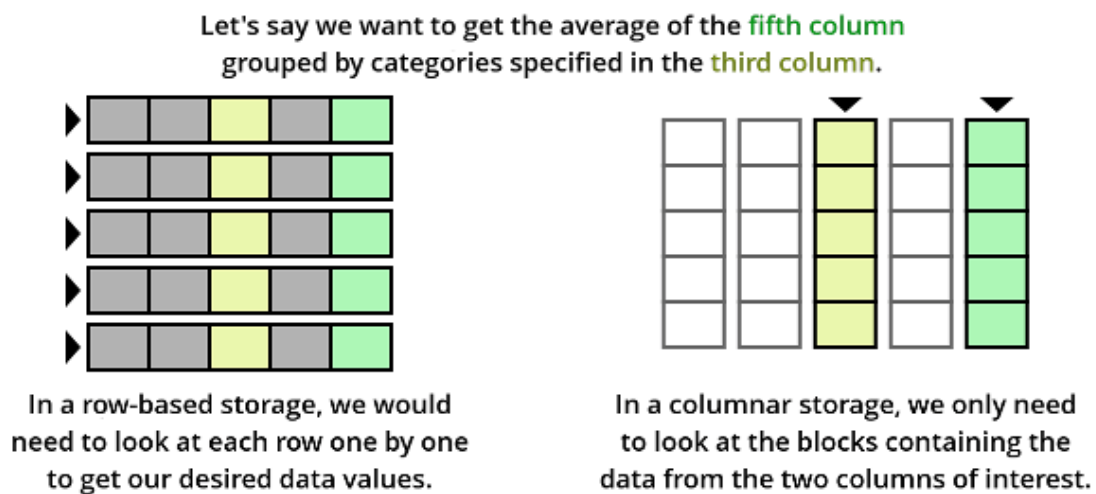 Let's say we want to get the average of the fifth column
grouped by categories specified in the third column.
In a row-based storage, we would
need to look at each row one by one
to get our desired data values.
In a columnar storage, we only need
to look at the blocks containing the
data from the two columns of interest.